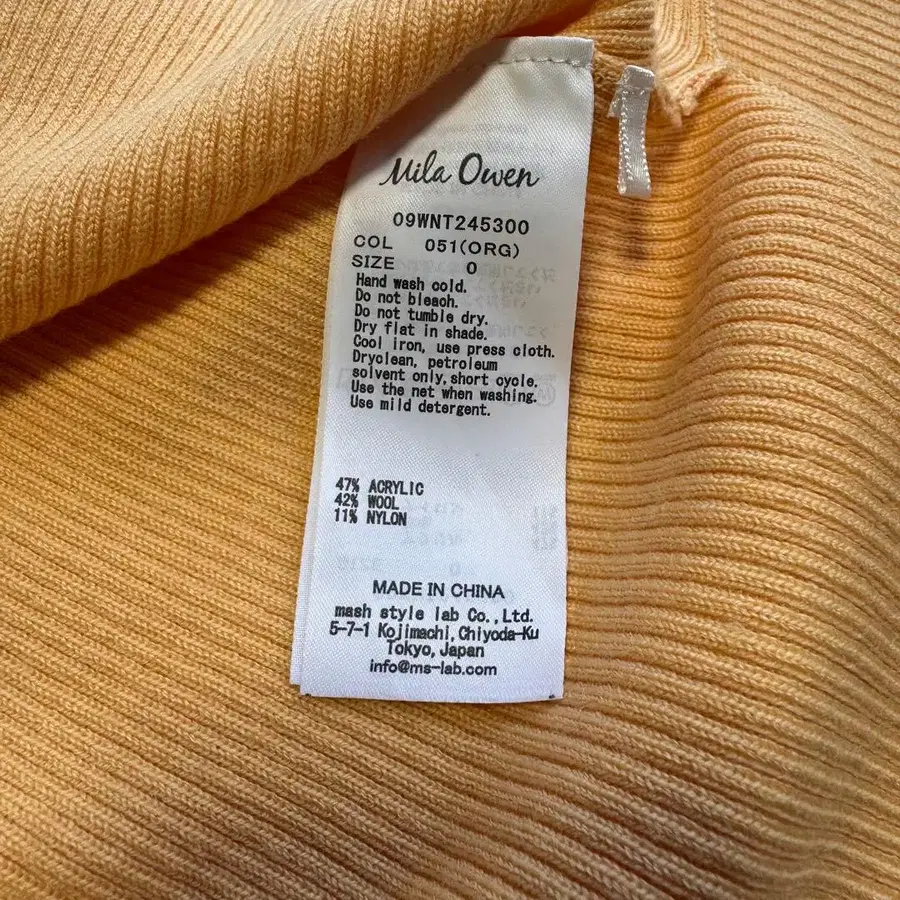 Mila Owen
09WNT245300
COL 051(ORG)
SIZE 0
Hand wash cold.
Do not bleach.
Do not tumble dry.
Dry flat in shade.
Cool iron, use press cloth.
Dryclean, petroleum
solvent only, short cycle.
Use the net when washing.
Use mild detergent.
47% ACRYLIC
42% WOOL
11% NYLON
MADE IN CHINA
mash style lab Co., Ltd.
5-7-1 Kojimachi, Chiyoda-Ku
Tokyo, Japan
info@ms-lab.com